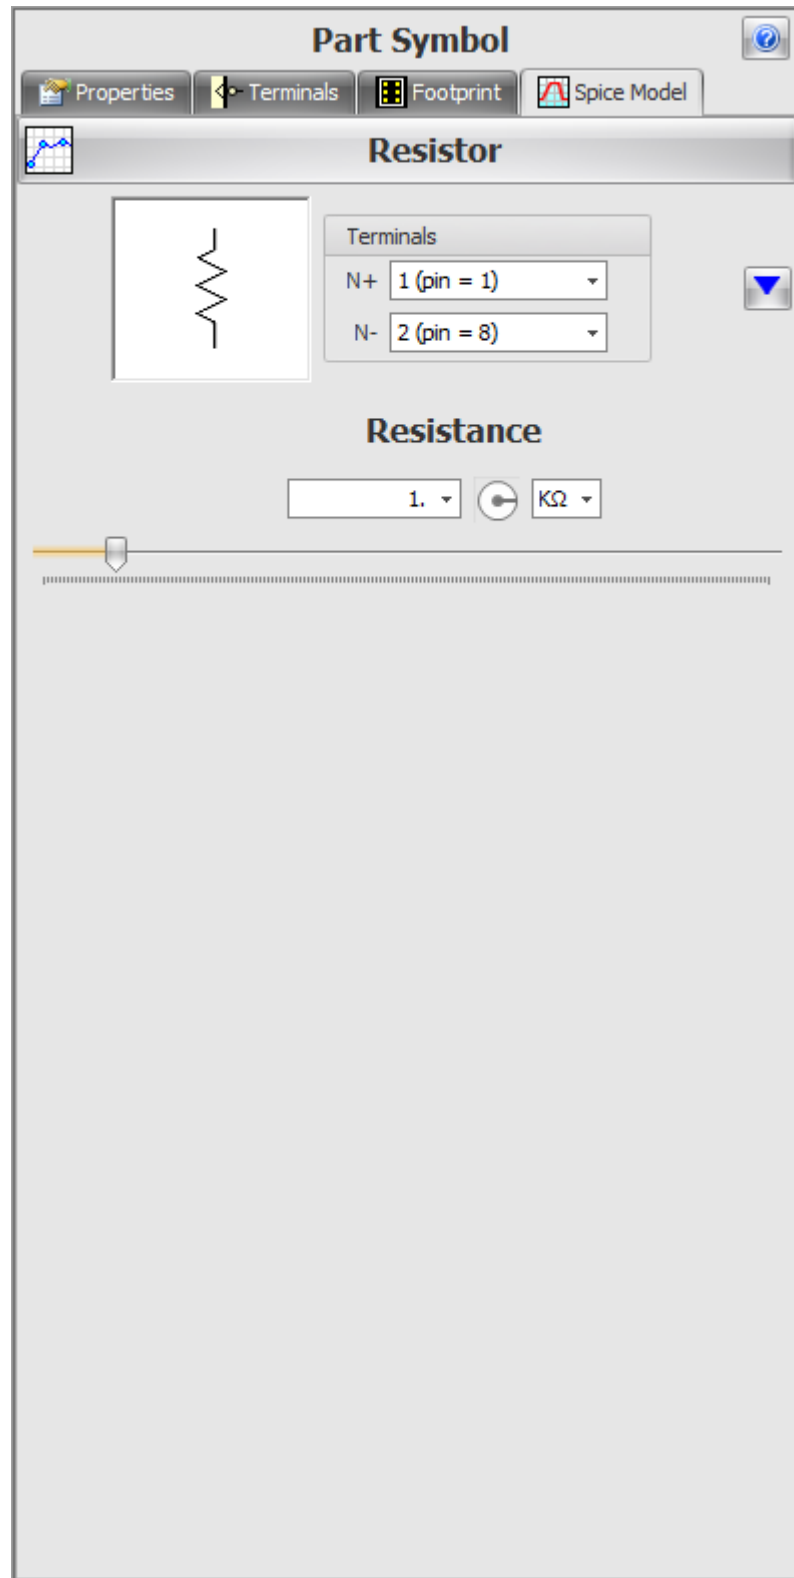 Part Symbol
Properties Terminals Footprint Spice Model
Resistor
Terminals
N+ 1 (pin = 1)
N- 2 (pin = 8)
Resistance
1. KΩ